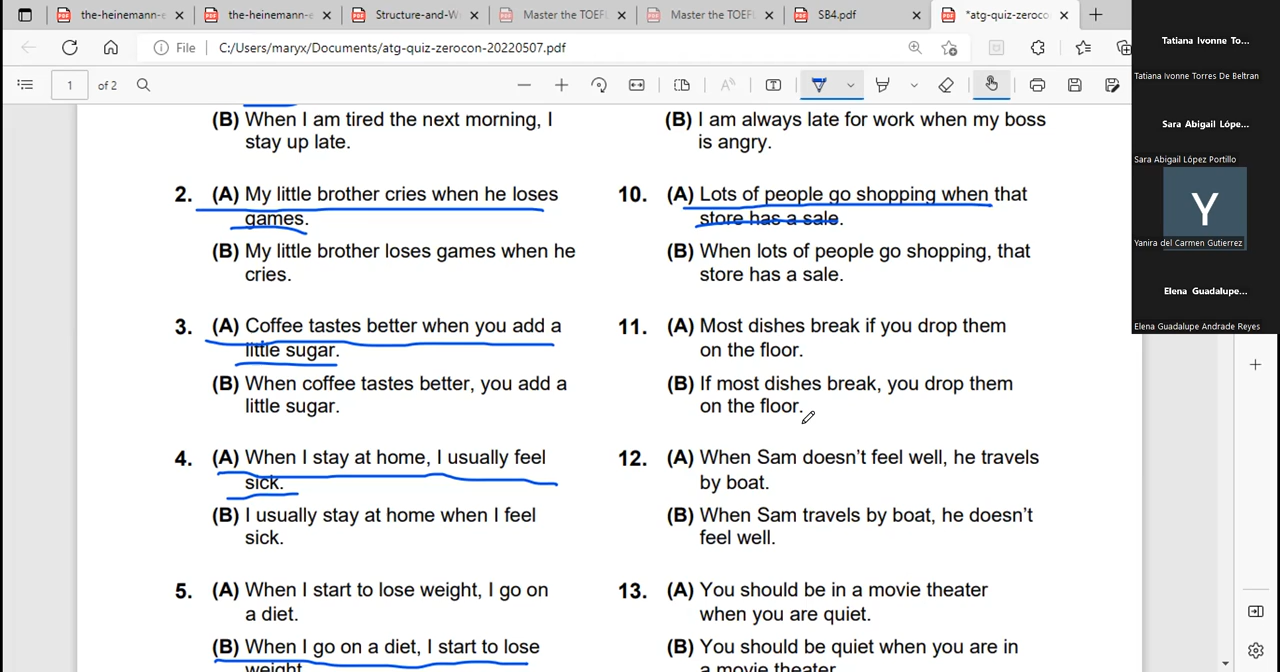 the-heinemann-e
the-heinemann-e
Structure-and-W
Master the TOEF
Master the TOEF
SB4.pdf
*atg-quiz-zeroco
File
C:/Users/maryx/Documents/atg-quiz-zerocon-20220507.pdf
1 of 2
(B) When I am tired the next morning, I
stay up late.
2. (A) My little brother cries when he loses
games.
(B) My little brother loses games when he
cries.
3. (A) Coffee tastes better when you add a
little sugar.
(B) When coffee tastes better, you add a
little sugar.
4. (A) When I stay at home, I usually feel
sick.
(B) I usually stay at home when I feel
sick.
5. (A) When I start to lose weight, I go on
a diet.
(B) When I go on a diet, I start to lose
weight.
(B) I am always late for work when my boss
is angry.
10. (A) Lots of people go shopping when that
store has a sale.
(B) When lots of people go shopping, that
store has a sale.
11. (A) Most dishes break if you drop them
on the floor.
(B) If most dishes break, you drop them
on the floor.
12. (A) When Sam doesn't feel well, he travels
by boat.
(B) When Sam travels by boat, he doesn't
feel well.
13. (A) You should be in a movie theater
when you are quiet.
(B) You should be quiet when you are in
a movie theater.
Tatiana Ivonne To...
Tatiana Ivonne Torres De Beltran
Sara Abigail Lópe...
Sara Abigail López Portillo
Y
Yanira del Carmen Gutierrez
Elena Guadalupe...
Elena Guadalupe Andrade Reyes